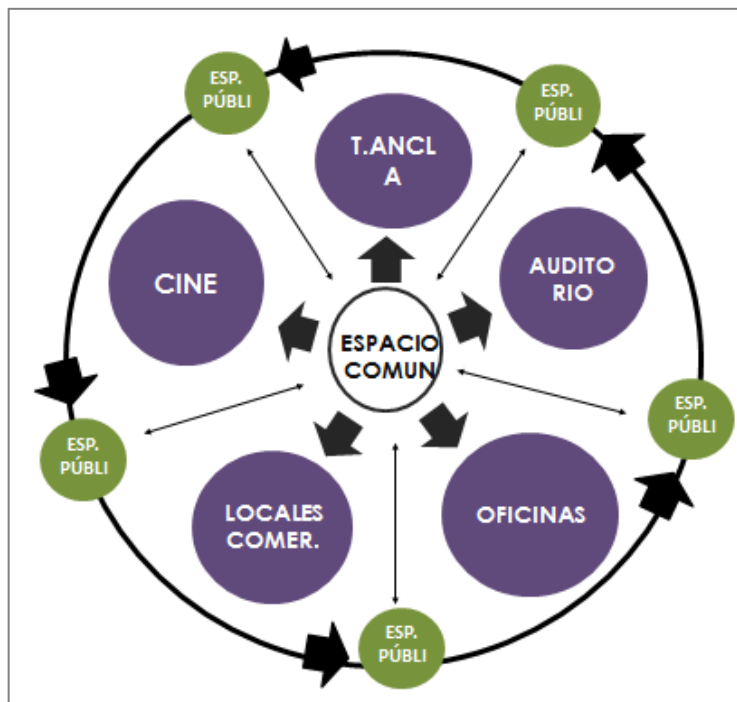 ESP.
PÚBLI
ESP.
PÚBLI
T.ANCL
A
CINE
AUDITO
RIO
ESPACIO
COMUN
ESP.
PÚBLI
ESP.
PÚBLI
LOCALES
COMER.
OFICINAS
ESP.
PÚBLI